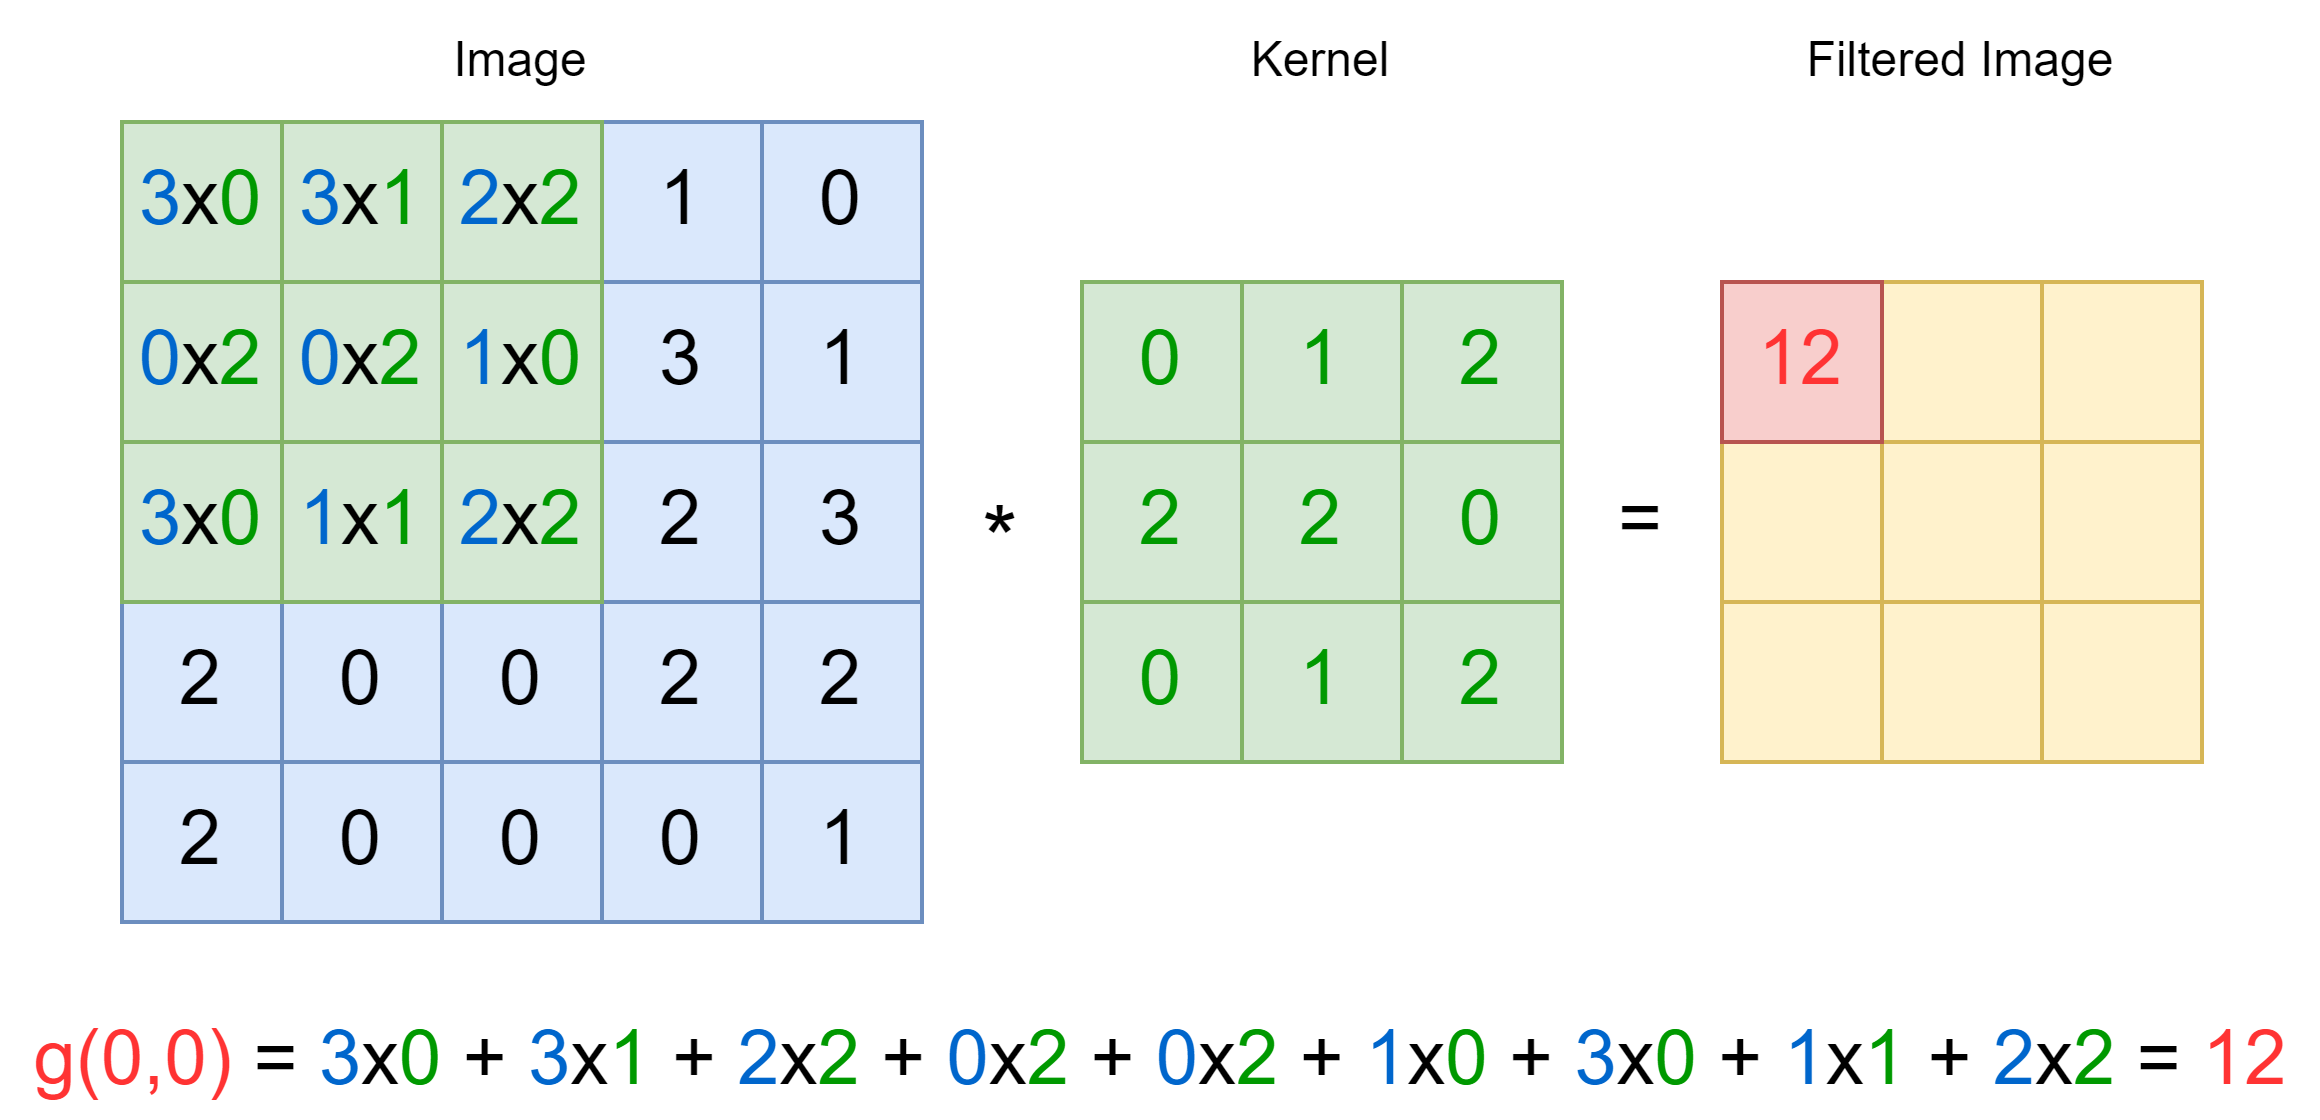 Image Kernel Filtered Image
3x0 3x1 2x2 1 0
0x2 0x2 1x0 3 1 0 1 2 12
3x0 1x1 2x2 2 3 * 2 2 0 =
2 0 0 2 2 0 1 2
2 0 0 0 1
g(0,0) = 3x0 + 3x1 + 2x2 + 0x2 + 0x2 + 1x0 + 3x0 + 1x1 + 2x2 = 12